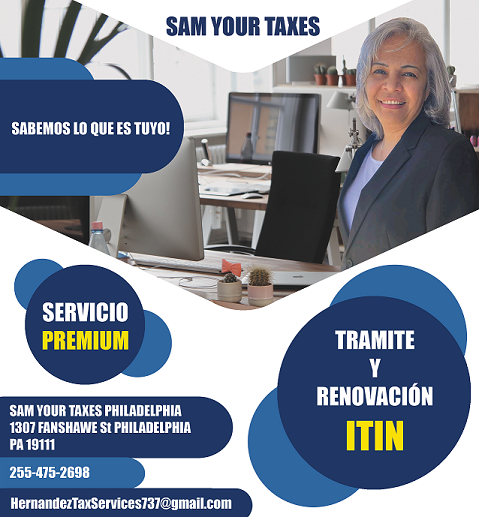 SAM YOUR TAXES
SABEMOS LO QUE ES TUYO!
SERVICIO
PREMIUM
TRAMITE
Y
RENOVACIÓN
ITIN
SAM YOUR TAXES PHILADELPHIA
1307 FANSHAWE St PHILADELPHIA
PA 19111
255-475-2698
HernandezTaxServices737@gmail.com